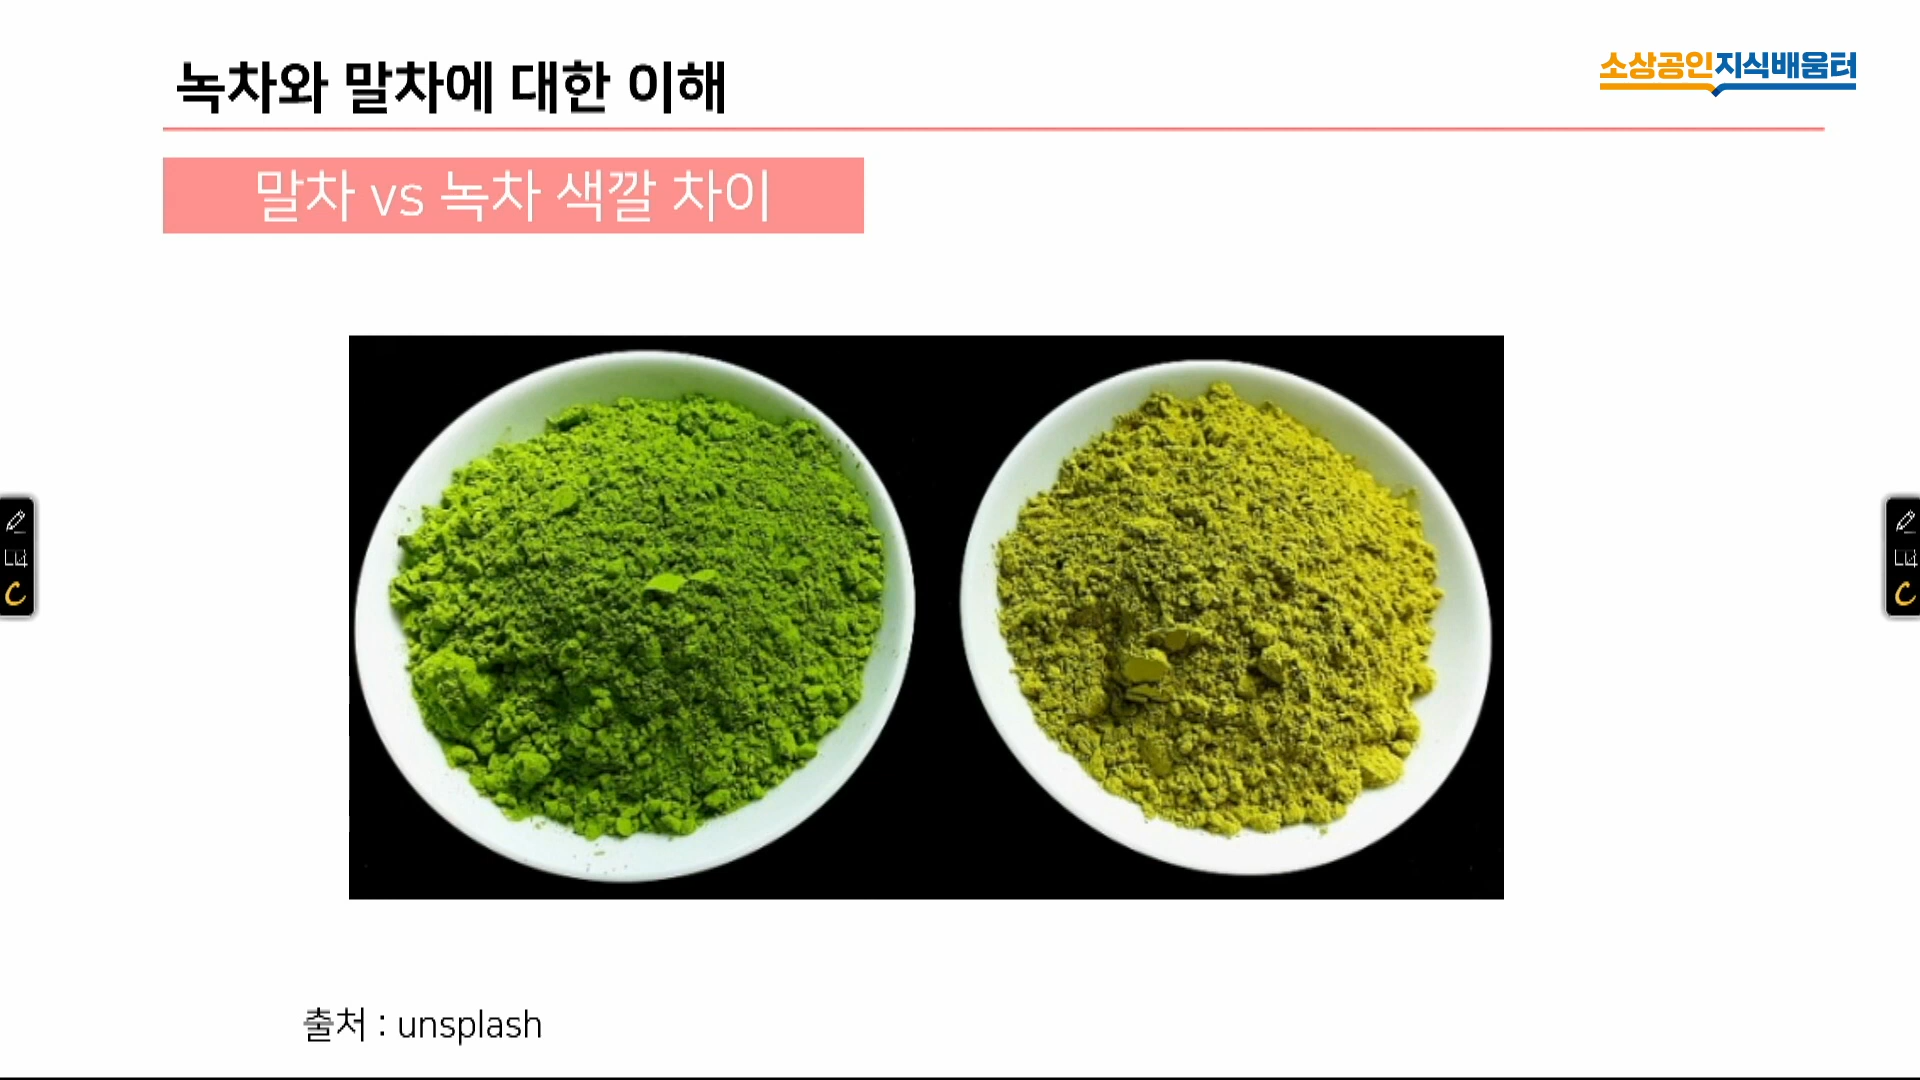 녹차와 말차에 대한 이해
소상공인지식배움터
말차 vs 녹차 색깔 차이
출처 : unsplash